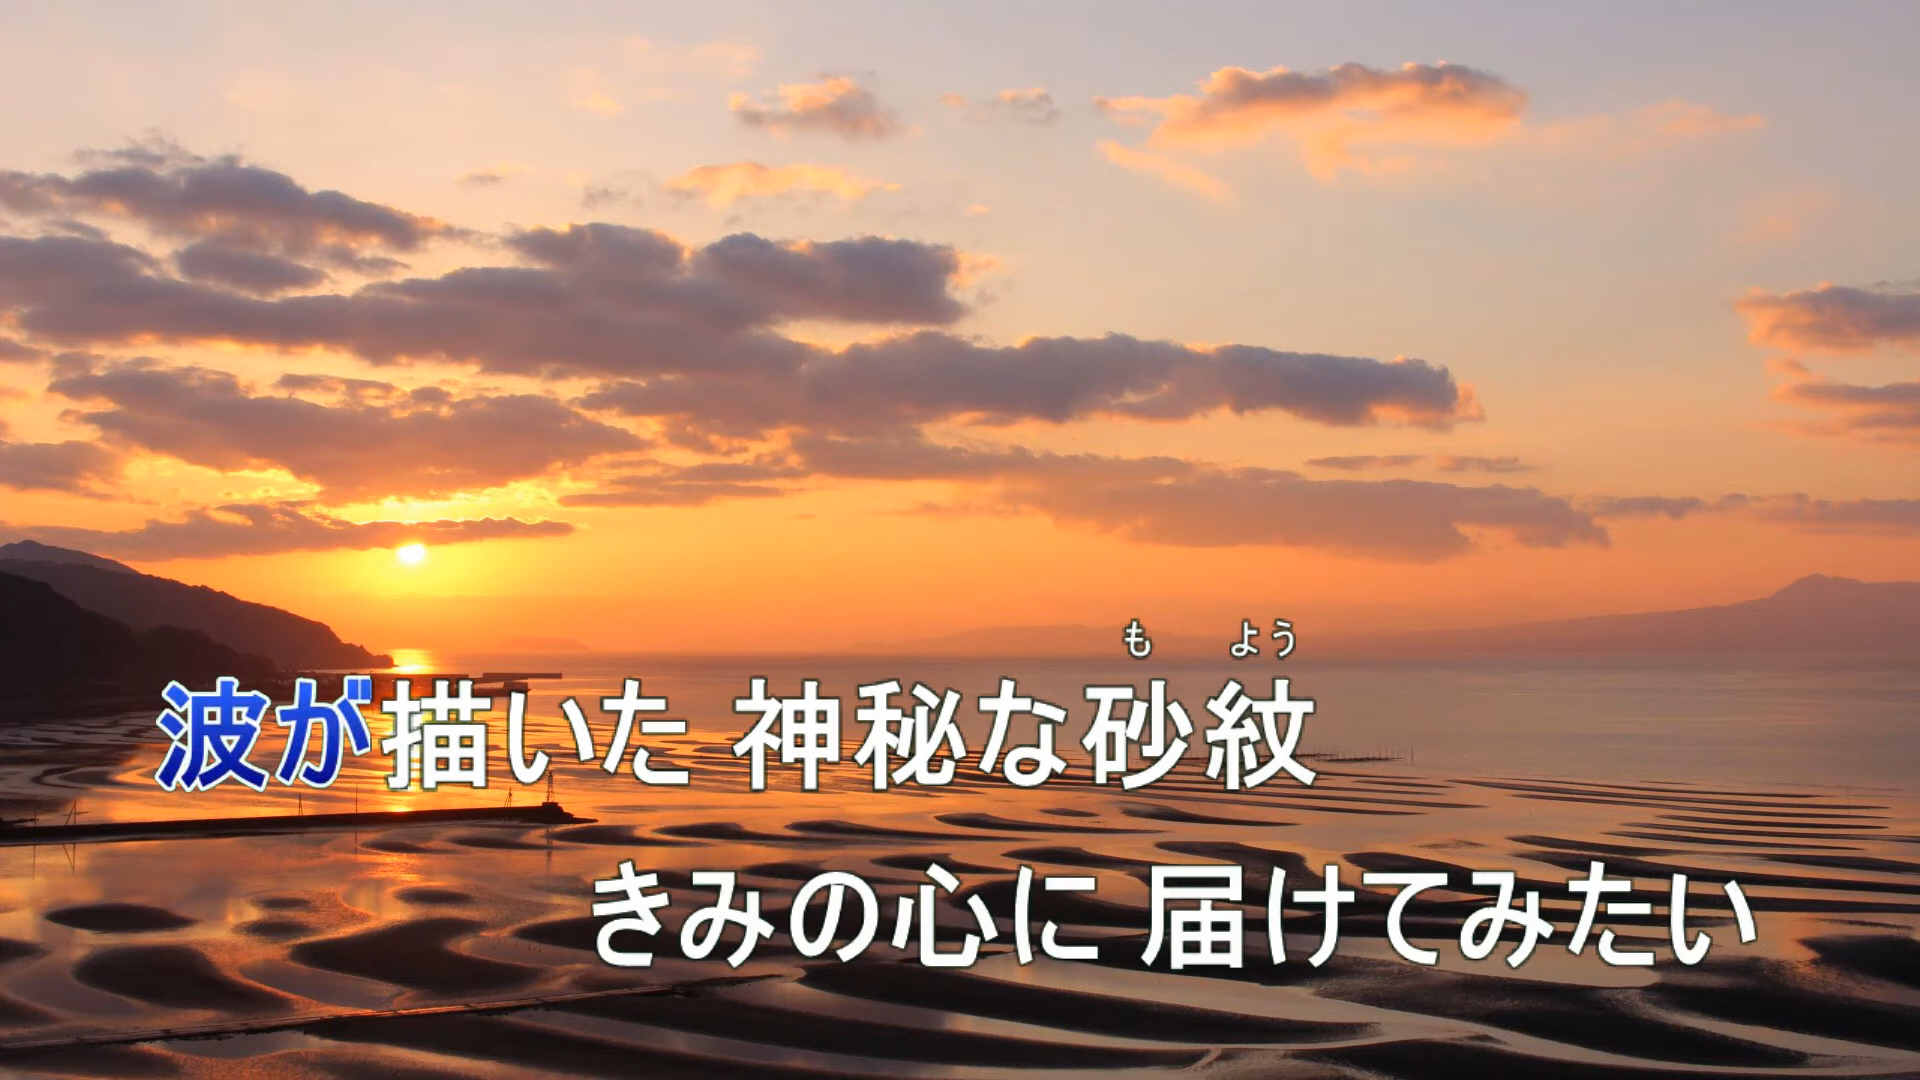 も よう
波が描いた 神秘な砂紋
きみの心に 届けてみたい